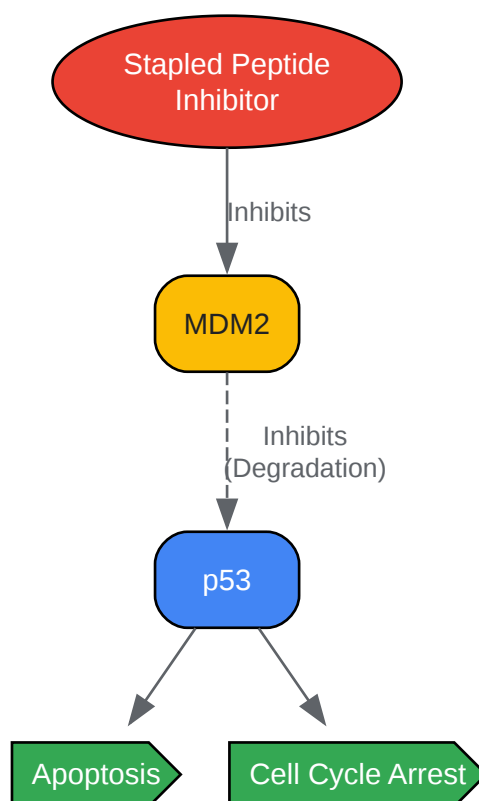 Stapled Peptide
Inhibitor
Inhibits
MDM2
Inhibits
(Degradation)
p53
Apoptosis
Cell Cycle Arrest